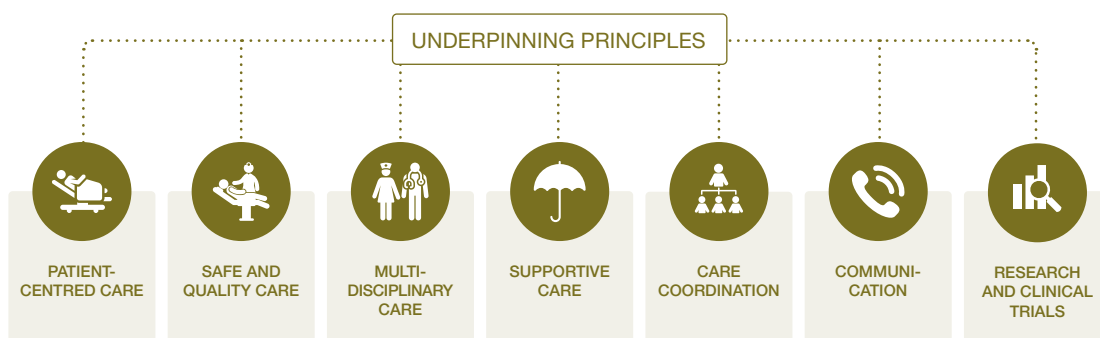 UNDERPINNING PRINCIPLES
PATIENT-
CENTRED CARE
SAFE AND
QUALITY CARE
MULTI-
DISCIPLINARY
CARE
SUPPORTIVE
CARE
CARE
COORDINATION
COMMUNI-
CATION
RESEARCH
AND CLINICAL
TRIALS